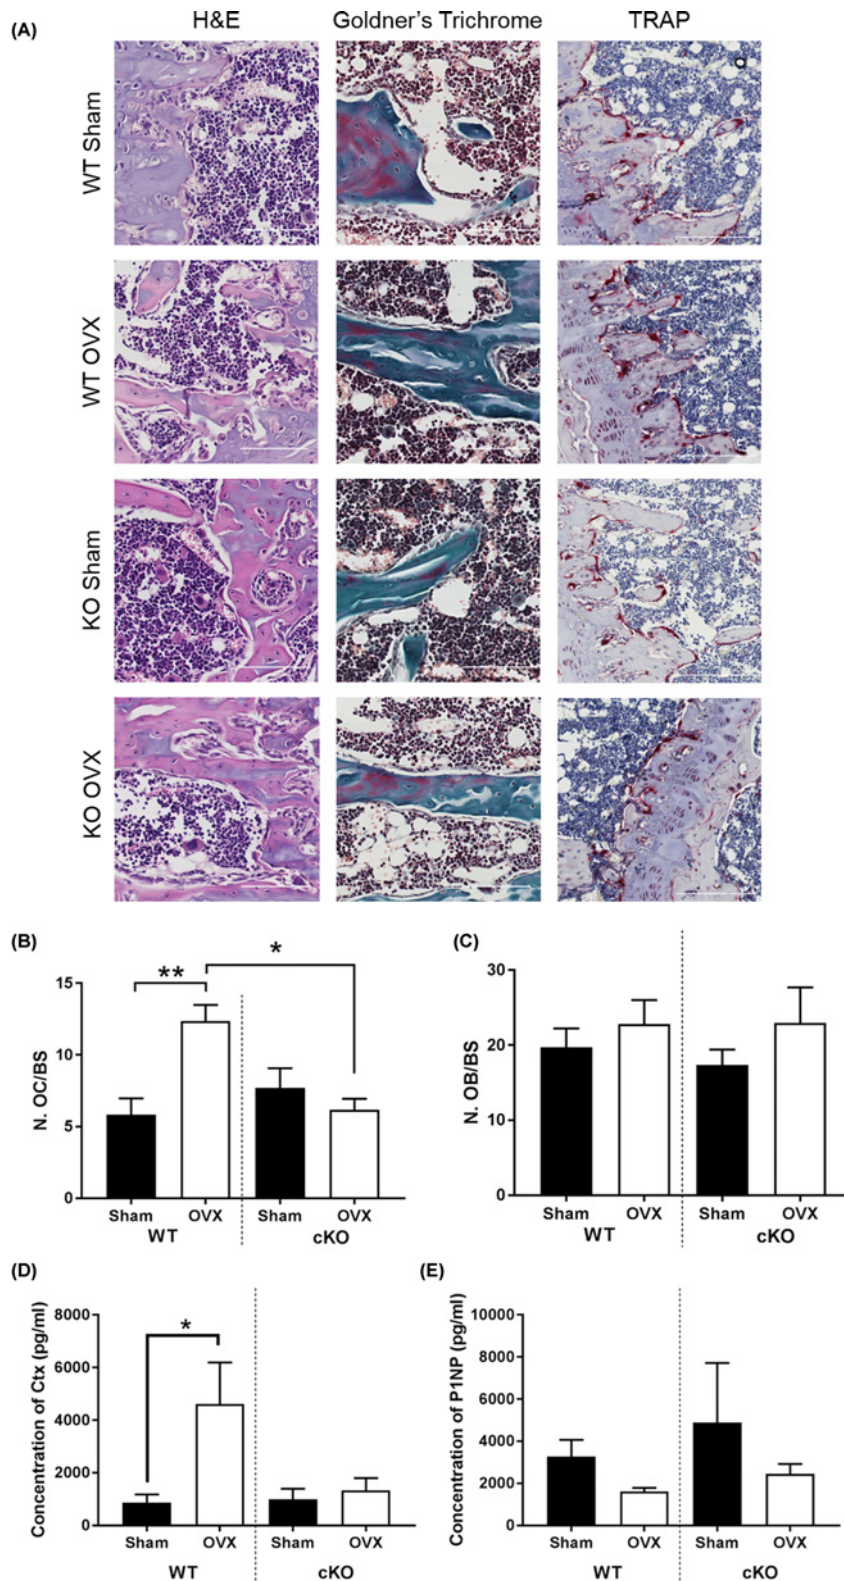 (A)
H&E
Goldner's Trichrome
TRAP
WT Sham
WT OVX
KO Sham
KO OVX
(B)
**
*
15
10
5
0
N. OC/BS
Sham
OVX
Sham
OVX
WT
cKO
(C)
30
20
10
0
N. OB/BS
Sham
OVX
Sham
OVX
WT
cKO
(D)
*
8000
6000
4000
2000
0
Concentration of Ctx (pg/ml)
Sham
OVX
Sham
OVX
WT
cKO
(E)
10000
8000
6000
4000
2000
0
Concentration of P1NP (pg/ml)
Sham
OVX
Sham
OVX
WT
cKO